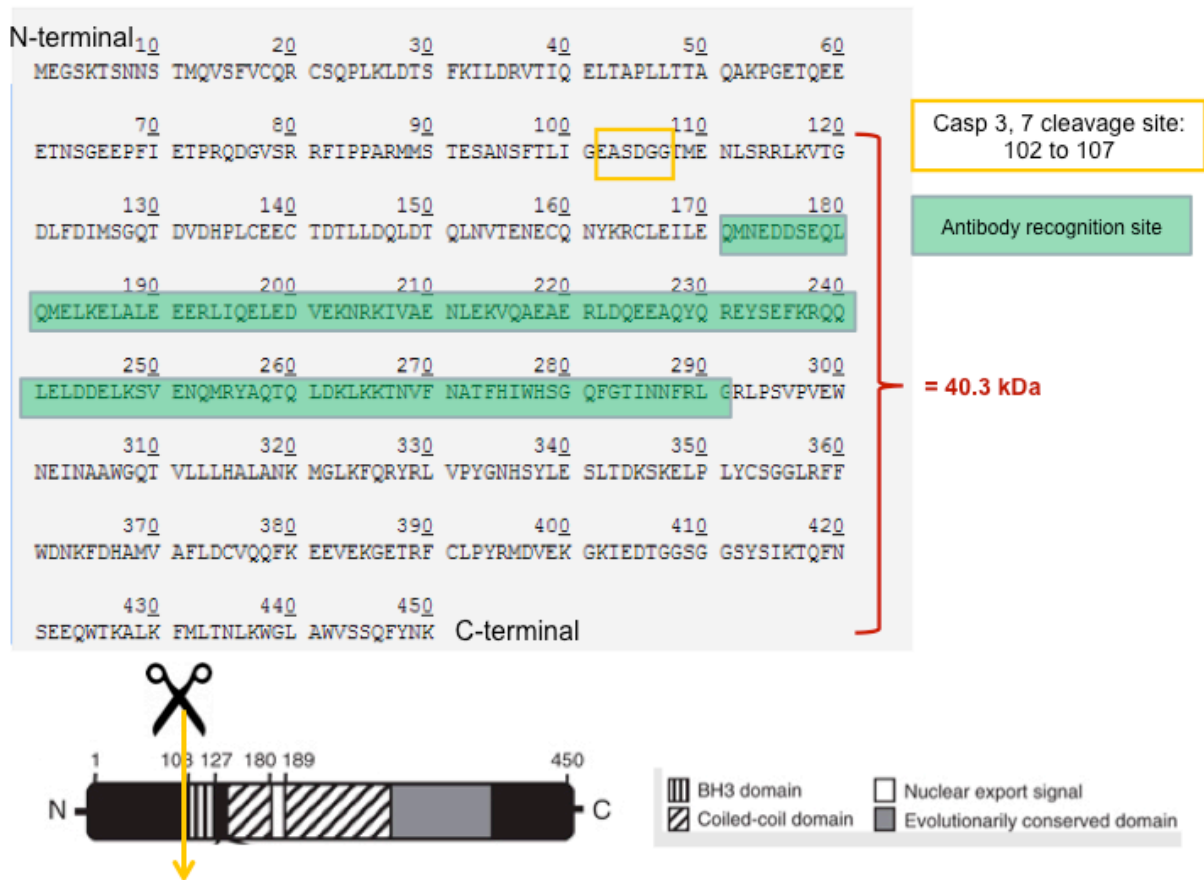 N-terminal
10 20 30 40 50 60
MEGSKTSNNS TMQVSFVCQR CSQPLKLDTS FKILDRVTIQ ELTAPLLTTA QAKPGETQEE
70 80 90 100 110 120
ETNSGEEPFI ETPRQDGVSR RFIPPARMMS TESANSFTLI GEASDGGTME NLSRRLKVTG
130 140 150 160 170 180
DLFDIMSGQT DVDHPLCEEC TDTLLDQLDT QLNVTENECQ NYKRCLEILE QMNEDDSEQL
190 200 210 220 230 240
QMELKELALE EERLIQELED VEKNRKIVAE NLEKVQAEAE RLDQEEAQYQ REYSEFKRQQ
250 260 270 280 290 300
LELDDELKSV ENQMRYAQTQ LDKLKKTNVF NATFHIWHSG QFGTINNFRL GRLPSVPVEW
310 320 330 340 350 360
NEINAAWGQT VLLLHALANK MGLKFQRYRL VPYGNHSYLE SLTDKSKELP LYCSGGLRFF
370 380 390 400 410 420
WDNKFDHAMV AFLDCVQQFK EEVEKGETRF CLPYRMDVEK GKIEDTGGSG GSYSIKTQFN
430 440 450
SEEQWTKALK FMLTNLKWGL AWVSSQFYNK C-terminal
Casp 3, 7 cleavage site:
102 to 107
Antibody recognition site
= 40.3 kDa
1 103 127 180 189 450
N C
BH3 domain
Coiled-coil domain
Nuclear export signal
Evolutionarily conserved domain